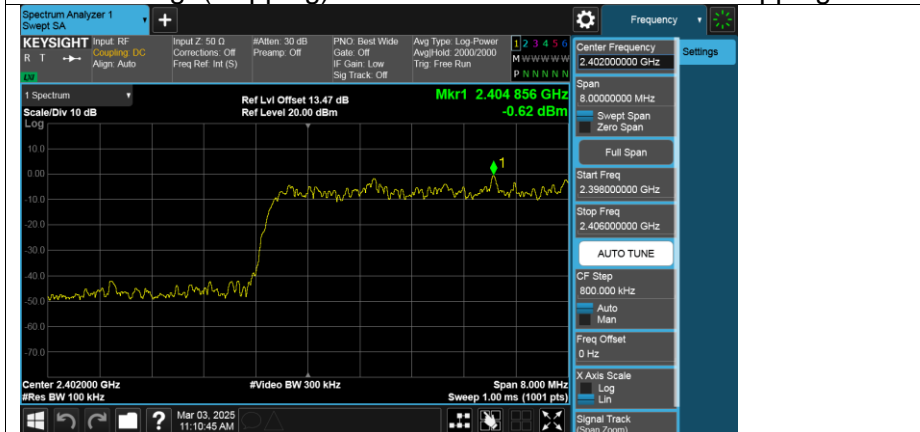 Spectrum Analyzer 1
Swept SA
Frequency
KEYSIGHT
R T
LU
Input: RF
Coupling: DC
Align: Auto
Input Z: 50 Ω
Corrections: Off
Freq Ref: Int (S)
#Atten: 30 dB
Preamp: Off
PNO: Best Wide
Gate: Off
IF Gain: Low
Sig Track: Off
Avg Type: Log-Power
Avg|Hold: 2000/2000
Trig: Free Run
1 2 3 4 5 6
M W W W W W
P N N N N N
1 Spectrum
Scale/Div 10 dB
Log
Ref Lvl Offset 13.47 dB
Ref Level 20.00 dBm
Mkr1 2.404 856 GHz
-0.62 dBm
10.0
0.00
-10.0
-20.0
-30.0
-40.0
-50.0
-60.0
-70.0
1
Center 2.402000 GHz
#Res BW 100 kHz
#Video BW 300 kHz
Span 8.000 MHz
Sweep 1.00 ms (1001 pts)
Mar 03, 2025
11:10:45 AM
Center Frequency
2.402000000 GHz
Settings
Span
8.00000000 MHz
Swept Span
Zero Span
Full Span
Start Freq
2.398000000 GHz
Stop Freq
2.406000000 GHz
AUTO TUNE
CF Step
800.000 kHz
Auto
Man
Freq Offset
0 Hz
X Axis Scale
Log
Lin
Signal Track
(Span Zoom)